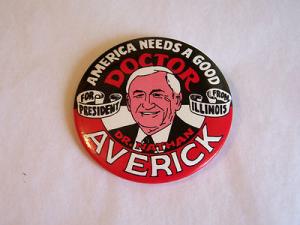 AMERICA NEEDS A GOOD
DOCTOR
FOR PRESIDENT
FROM ILLINOIS
DR. NATHAN
AVERICK